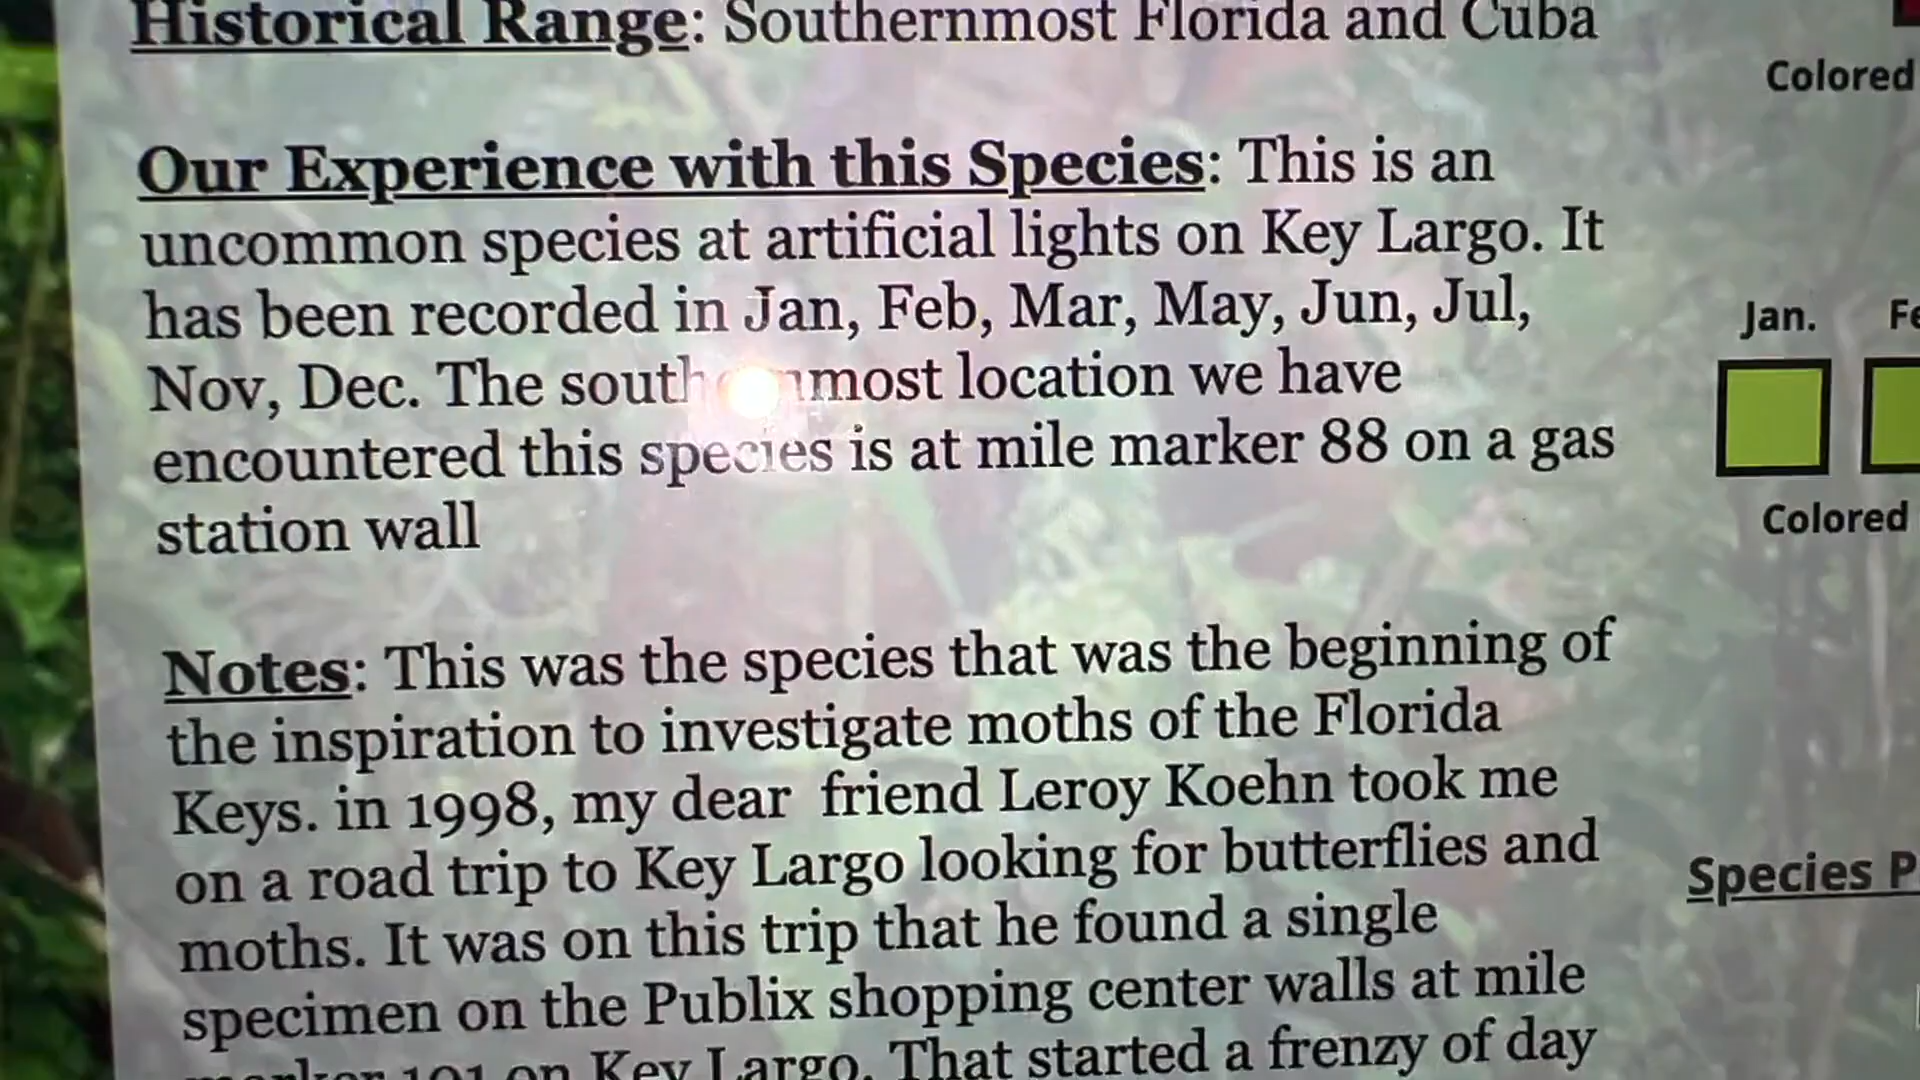 Historical Range: Southernmost Florida and Cuba
Colored
Our Experience with this Species: This is an
uncommon species at artificial lights on Key Largo. It
has been recorded in Jan, Feb, Mar, May, Jun, Jul,
Nov, Dec. The southernmost location we have
encountered this species is at mile marker 88 on a gas
station wall
Jan.
Colored
Notes: This was the species that was the beginning of
the inspiration to investigate moths of the Florida
Keys. in 1998, my dear friend Leroy Koehn took me
on a road trip to Key Largo looking for butterflies and
moths. It was on this trip that he found a single
specimen on the Publix shopping center walls at mile
marker 101 on Key Largo. That started a frenzy of day
Species P